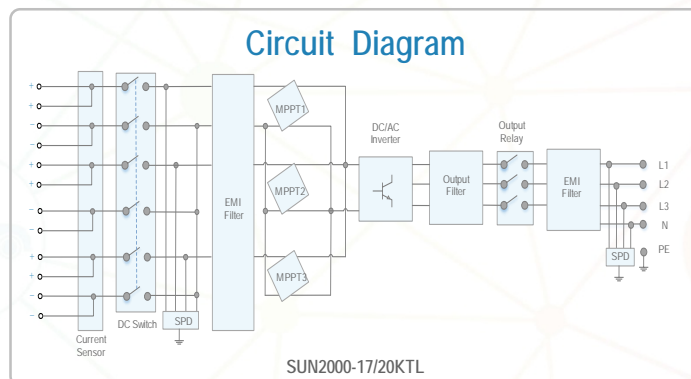 Circuit Diagram
+
+
−
−
+
+
−
−
+
+
−
−
Current
Sensor
DC Switch
SPD
EMI
Filter
MPPT1
MPPT2
MPPT3
DC/AC
Inverter
Output
Filter
Output
Relay
EMI
Filter
SPD
L1
L2
L3
N
PE
SUN2000-17/20KTL